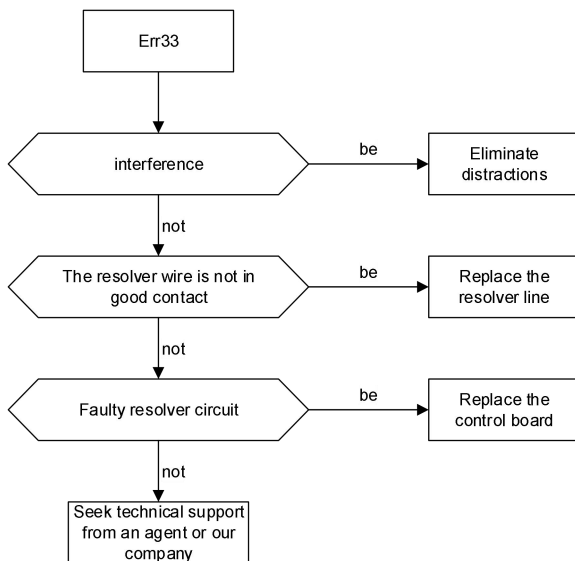 Err33
interference
be
Eliminate
distractions
not
The resolver wire is not in
good contact
be
Replace the
resolver line
not
Faulty resolver circuit
be
Replace the
control board
not
Seek technical support
from an agent or our
company